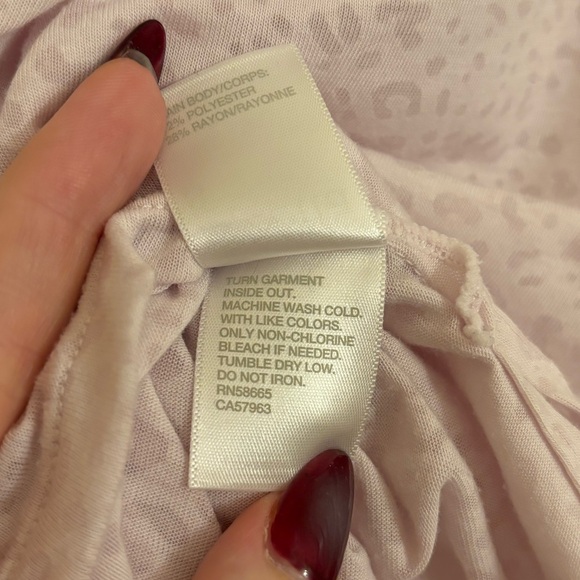 BODY/CORPS:
POLYESTER
RAYON/RAYONNE
TURN GARMENT
INSIDE OUT.
MACHINE WASH COLD.
WITH LIKE COLORS.
ONLY NON-CHLORINE
BLEACH IF NEEDED.
TUMBLE DRY LOW.
DO NOT IRON.
RN58665
CA57963